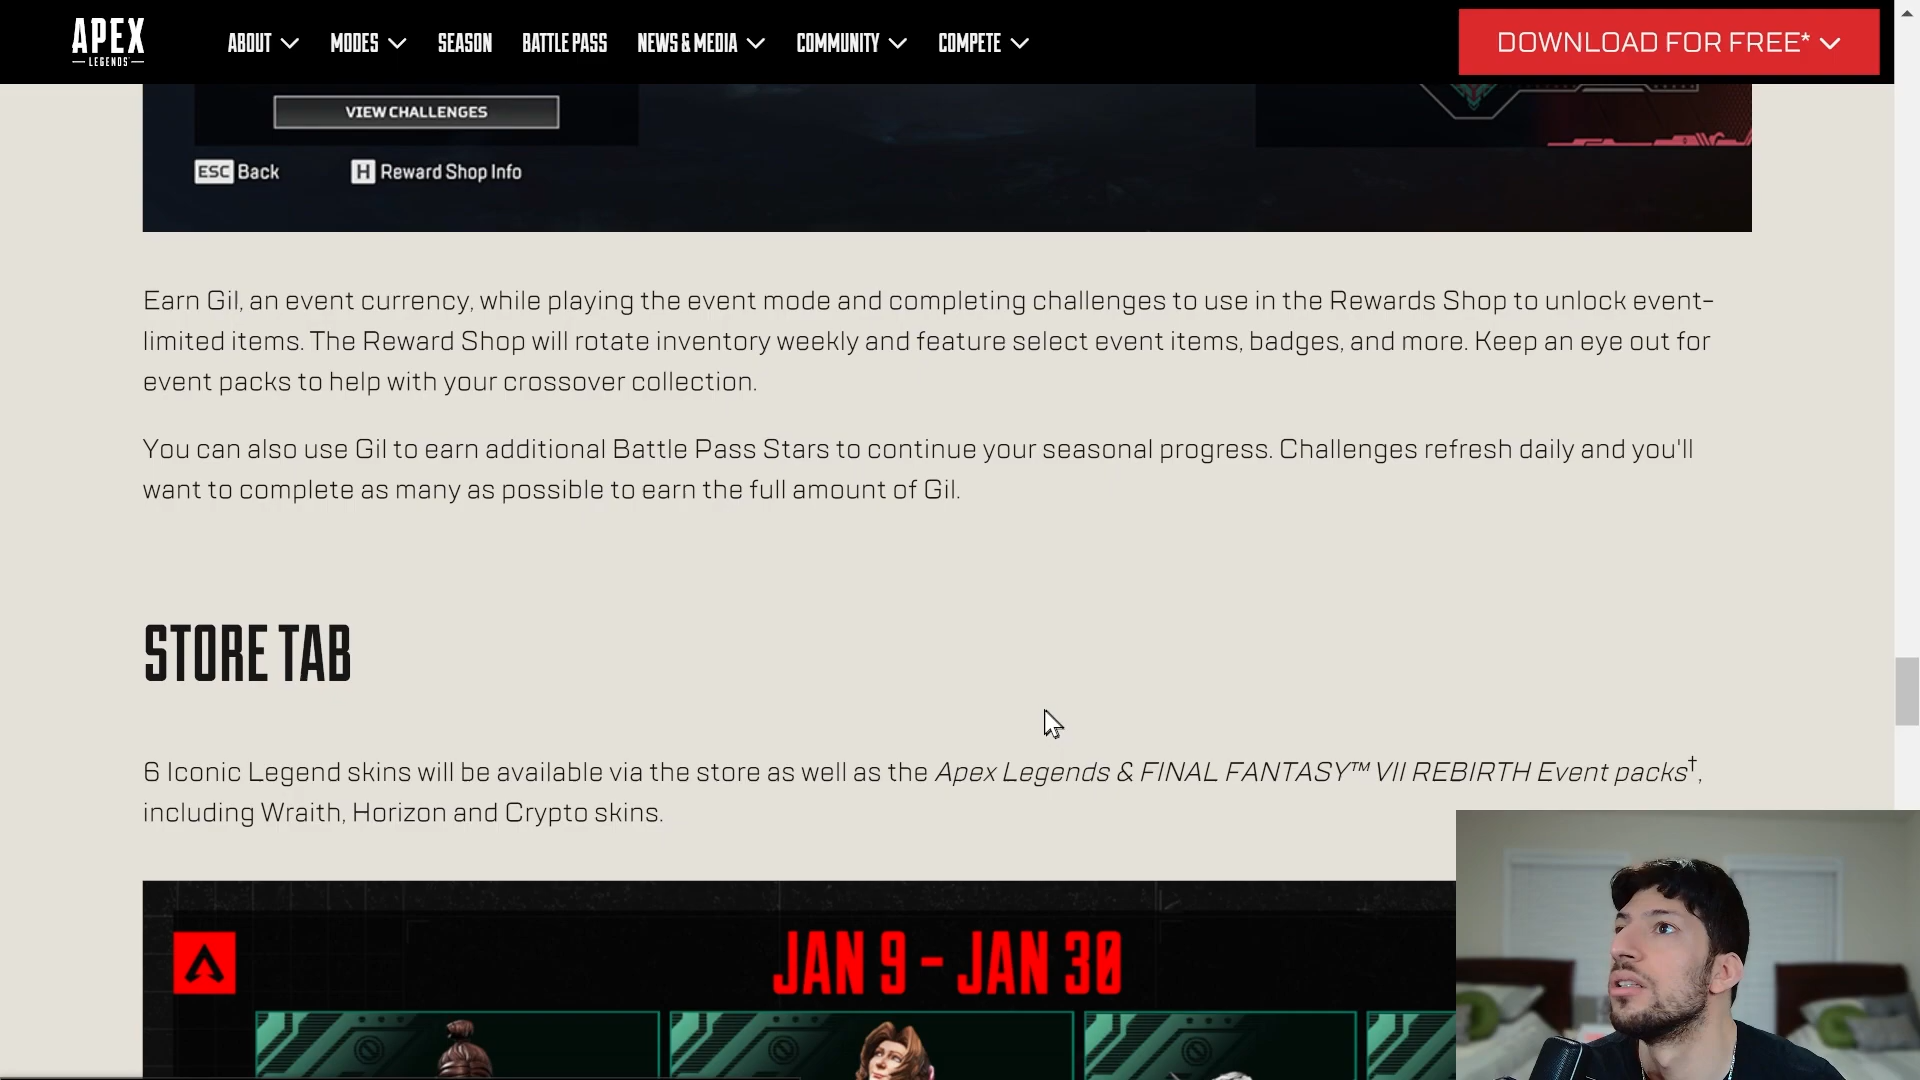 APEX
LEGENDS
ABOUT MODES SEASON BATTLE PASS NEWS & MEDIA COMMUNITY COMPETE
DOWNLOAD FOR FREE*
VIEW CHALLENGES
ESC Back H Reward Shop Info
Earn Gil, an event currency, while playing the event mode and completing challenges to use in the Rewards Shop to unlock event-
limited items. The Reward Shop will rotate inventory weekly and feature select event items, badges, and more. Keep an eye out for
event packs to help with your crossover collection.
You can also use Gil to earn additional Battle Pass Stars to continue your seasonal progress. Challenges refresh daily and you'll
want to complete as many as possible to earn the full amount of Gil.
STORE TAB
6 Iconic Legend skins will be available via the store as well as the Apex Legends & FINAL FANTASY™ VII REBIRTH Event packs†,
including Wraith, Horizon and Crypto skins.
JAN 9 - JAN 30